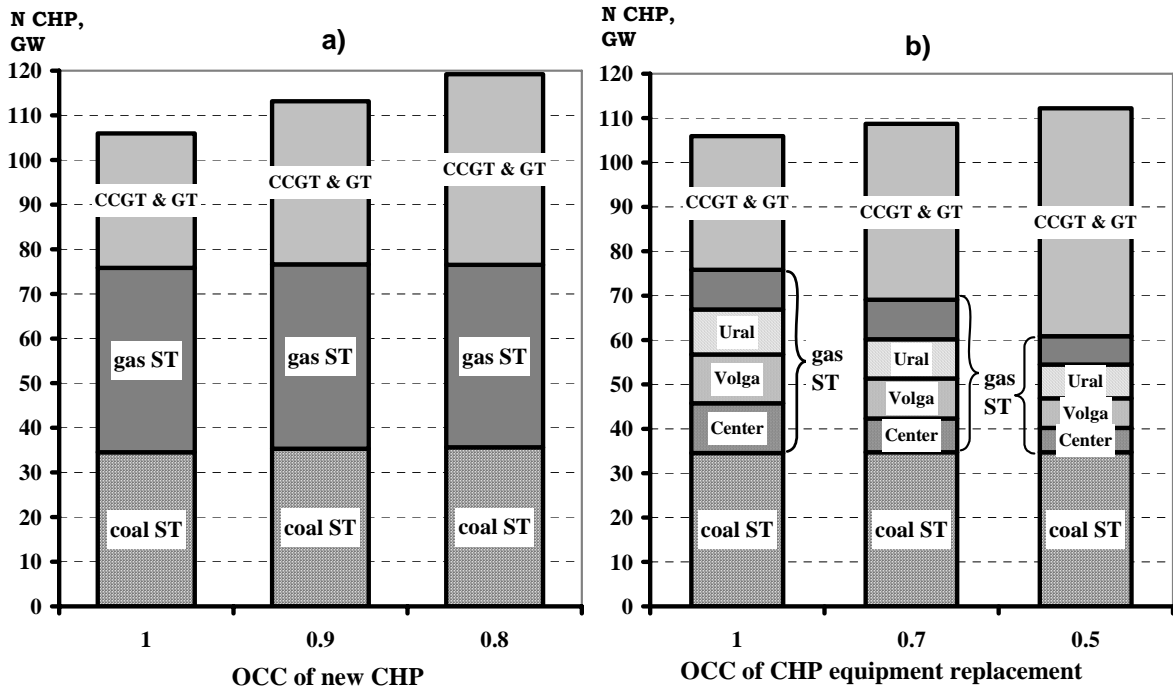 N CHP,
GW
a)
120
110
100
90
80
70
60
50
40
30
20
10
0
CCGT & GT
CCGT & GT
CCGT & GT
gas ST
gas ST
gas ST
coal ST
coal ST
coal ST
1
0.9
0.8
OCC of new CHP
N CHP,
GW
b)
120
110
100
90
80
70
60
50
40
30
20
10
0
CCGT & GT
CCGT & GT
CCGT & GT
Ural
Volga
Center
gas
ST
Ural
Volga
Center
gas
ST
Ural
Volga
Center
coal ST
coal ST
coal ST
1
0.7
0.5
OCC of CHP equipment replacement